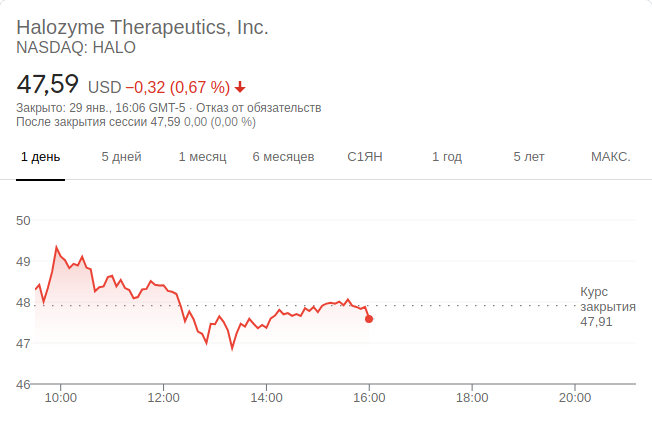 Halozyme Therapeutics, Inc.
NASDAQ: HALO
47,59 USD −0,32 (0,67 %)
Закрыто: 29 янв., 16:06 GMT-5 · Отказ от обязательств
После закрытия сессии 47,59 0,00 (0,00 %)
1 день 5 дней 1 месяц 6 месяцев С1ЯН 1 год 5 лет МАКС.
50
49
48
47
46
Курс
закрытия
47,91
10:00 12:00 14:00 16:00 18:00 20:00